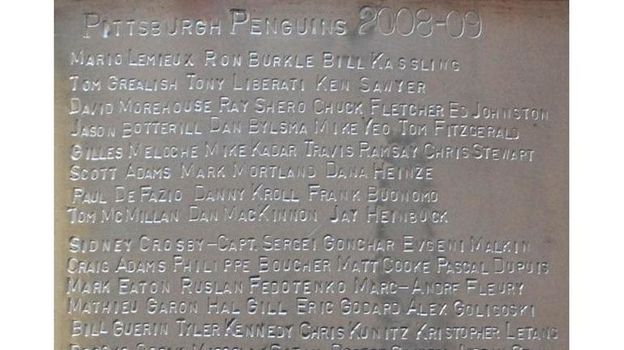 PITTSBURGH PENGUINS 2008-09
MARIO LEMIEUX RON BURKLE BILL KASSLING
TOM GREALISH TONY LIBERATI KEN SAWYER
DAVID MOREHOUSE RAY SHERO CHUCK FLETCHER ED JOHNSTON
JASON BOTTERILL DAN BYLSMA MIKE YEO TOM FITZGERALD
GILLES MELOCHE MIKE KADAR TRAVIS RAMSAY CHRIS STEWART
SCOTT ADAMS MARK MORTLAND DANA HEINZE
PAUL DEFAZIO DANNY KROLL FRANK BUONOMO
TOM MCMILLAN DAN MACKINNON JAY HEINBUCK
SIDNEY CROSBY-CAPT. SERGEI GONCHAR EVGENI MALKIN
CRAIG ADAMS PHILIPPE BOUCHER MATT COOKE PASCAL DUPUIS
MARK EATON RUSLAN FEDOTENKO MARC-ANDRE FLEURY
MATHIEU GARON HAL GILL ERIC GODARD ALEX GOLIGOSKI
BILL GUERIN TYLER KENNEDY CHRIS KUNITZ KRISTOPHER LETANG